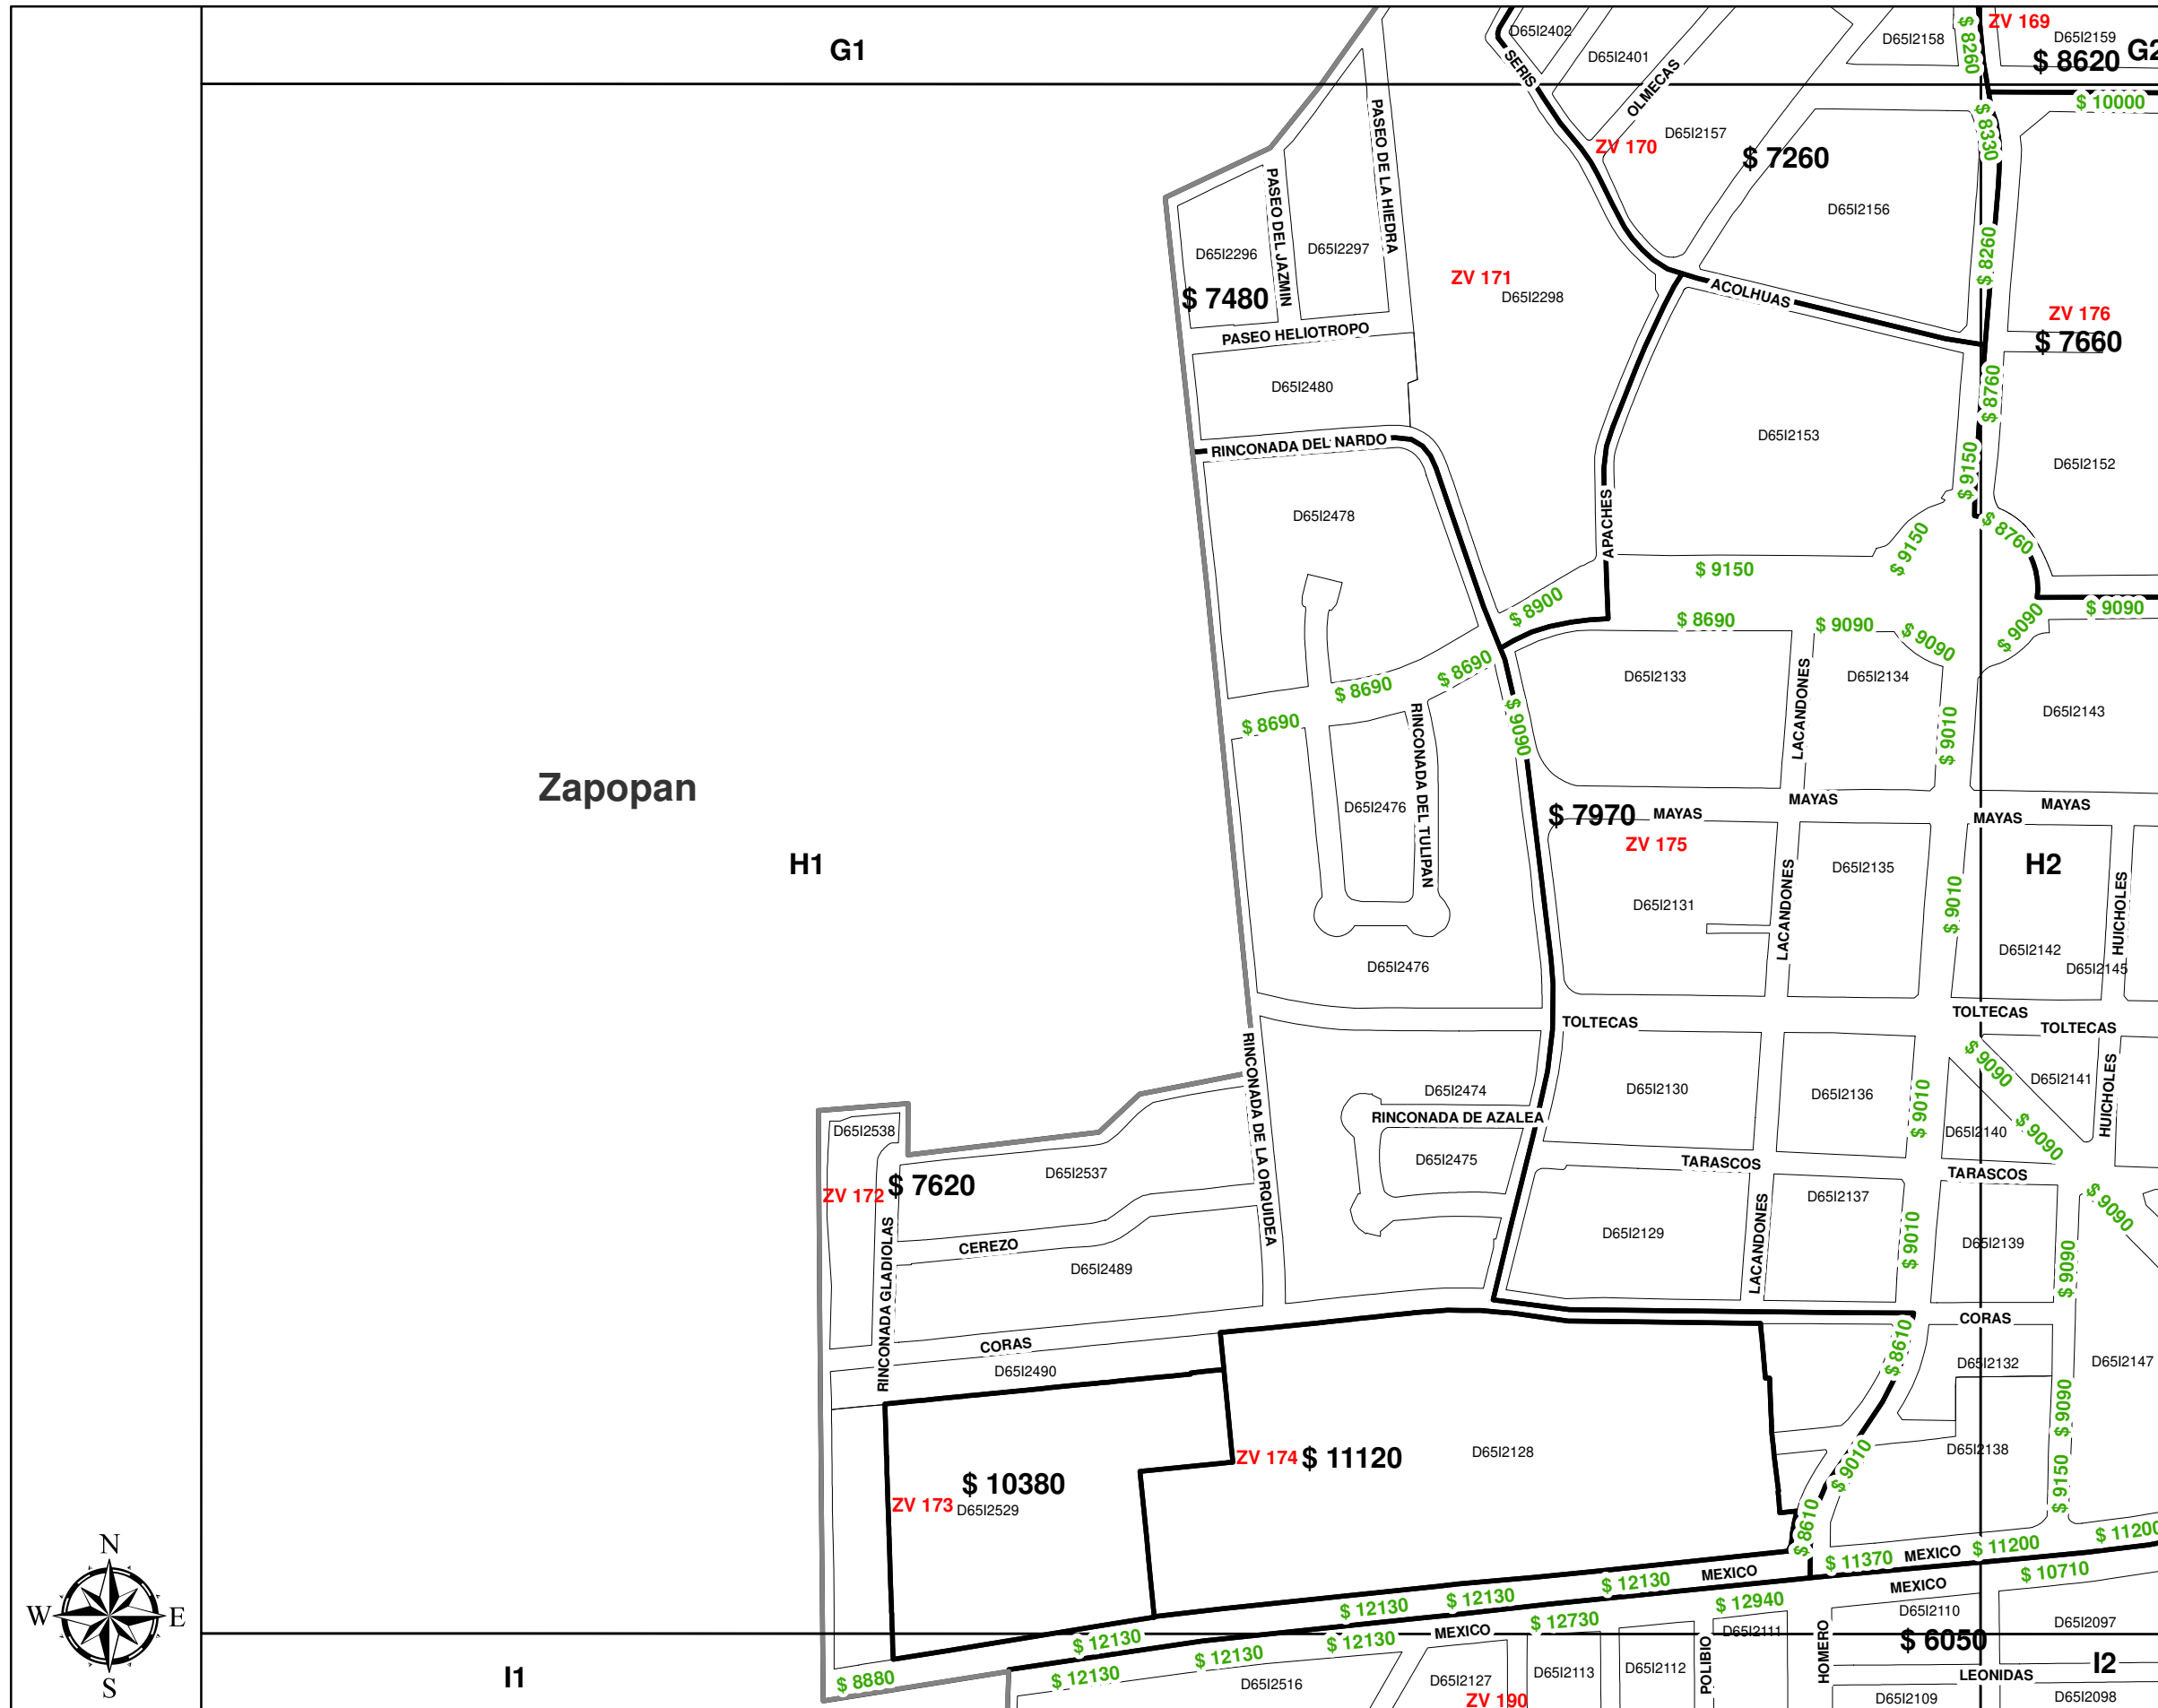 G1
D65I2402
D65I2401
SERIS
OLMECAS
D65I2158
$ 8260
ZV 169
D65I2159
$ 8620
G2
$ 10000
PASEO DE LA HIEDRA
D65I2157
ZV 170
$ 7260
$ 8330
PASEO DEL JAZMIN
D65I2156
D65I2296
D65I2297
$ 8260
ZV 171
D65I2298
$ 7480
ACOLHUAS
ZV 176
$ 7660
PASEO HELIOTROPO
D65I2480
$ 8760
RINCONADA DEL NARDO
D65I2153
$ 9150
D65I2152
D65I2478
APACHES
$ 9150
$ 8760
$ 9150
$ 8900
$ 8690
$ 9090
$ 9090
$ 9090
$ 9090
$ 8690
$ 8690
$ 8690
D65I2133
LACANDONES
D65I2134
$ 9090
$ 9010
D65I2143
RINCONADA DEL TULIPAN
Zapopan
D65I2476
$ 7970
MAYAS
MAYAS
MAYAS
MAYAS
ZV 175
H1
D65I2135
H2
D65I2131
LACANDONES
$ 9010
HUICHOLES
D65I2142
D65I2145
D65I2476
TOLTECAS
TOLTECAS
TOLTECAS
RINCONADA DE LA ORQUIDEA
$ 9090
D65I2474
D65I2130
D65I2136
$ 9010
D65I2141
HUICHOLES
RINCONADA DE AZALEA
D65I2538
D65I2140
$ 9090
D65I2537
D65I2475
TARASCOS
TARASCOS
ZV 172
$ 7620
D65I2137
$ 9090
LACANDONES
D65I2129
$ 9010
D65I2139
$ 9090
CEREZO
D65I2489
RINCONADA GLADIOLAS
CORAS
CORAS
$ 8610
D65I2490
D65I2132
D65I2147
$ 9090
ZV 174
$ 11120
D65I2128
D65I2138
$ 9010
$ 9150
$ 10380
ZV 173
D65I2529
$ 8610
$ 11370
MEXICO
$ 11200
$ 11200
N
W
E
S
$ 12130
$ 12130
$ 12130
MEXICO
MEXICO
$ 10710
$ 12940
$ 12730
D65I2110
D65I2097
$ 12130
$ 12130
MEXICO
D65I2111
$ 6050
HOMERO
POLIBIO
I1
$ 8880
$ 12130
$ 12130
D65I2516
D65I2127
D65I2113
D65I2112
LEONIDAS
I2
ZV 190
D65I2109
D65I2098